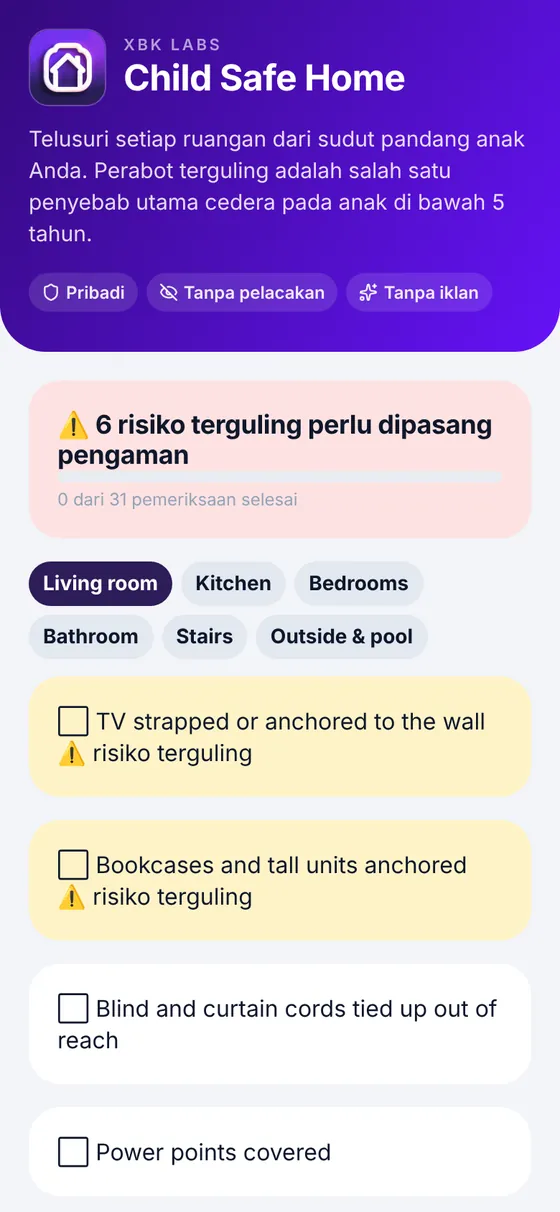 XBK LABS
Child Safe Home
Telusuri setiap ruangan dari sudut pandang anak
Anda. Perabot terguling adalah salah satu
penyebab utama cedera pada anak di bawah 5
tahun.
Pribadi
Tanpa pelacakan
Tanpa iklan
⚠️ 6 risiko terguling perlu dipasang
pengaman
0 dari 31 pemeriksaan selesai
Living room
Kitchen
Bedrooms
Bathroom
Stairs
Outside & pool
TV strapped or anchored to the wall
⚠️ risiko terguling
Bookcases and tall units anchored
⚠️ risiko terguling
Blind and curtain cords tied up out of
reach
Power points covered